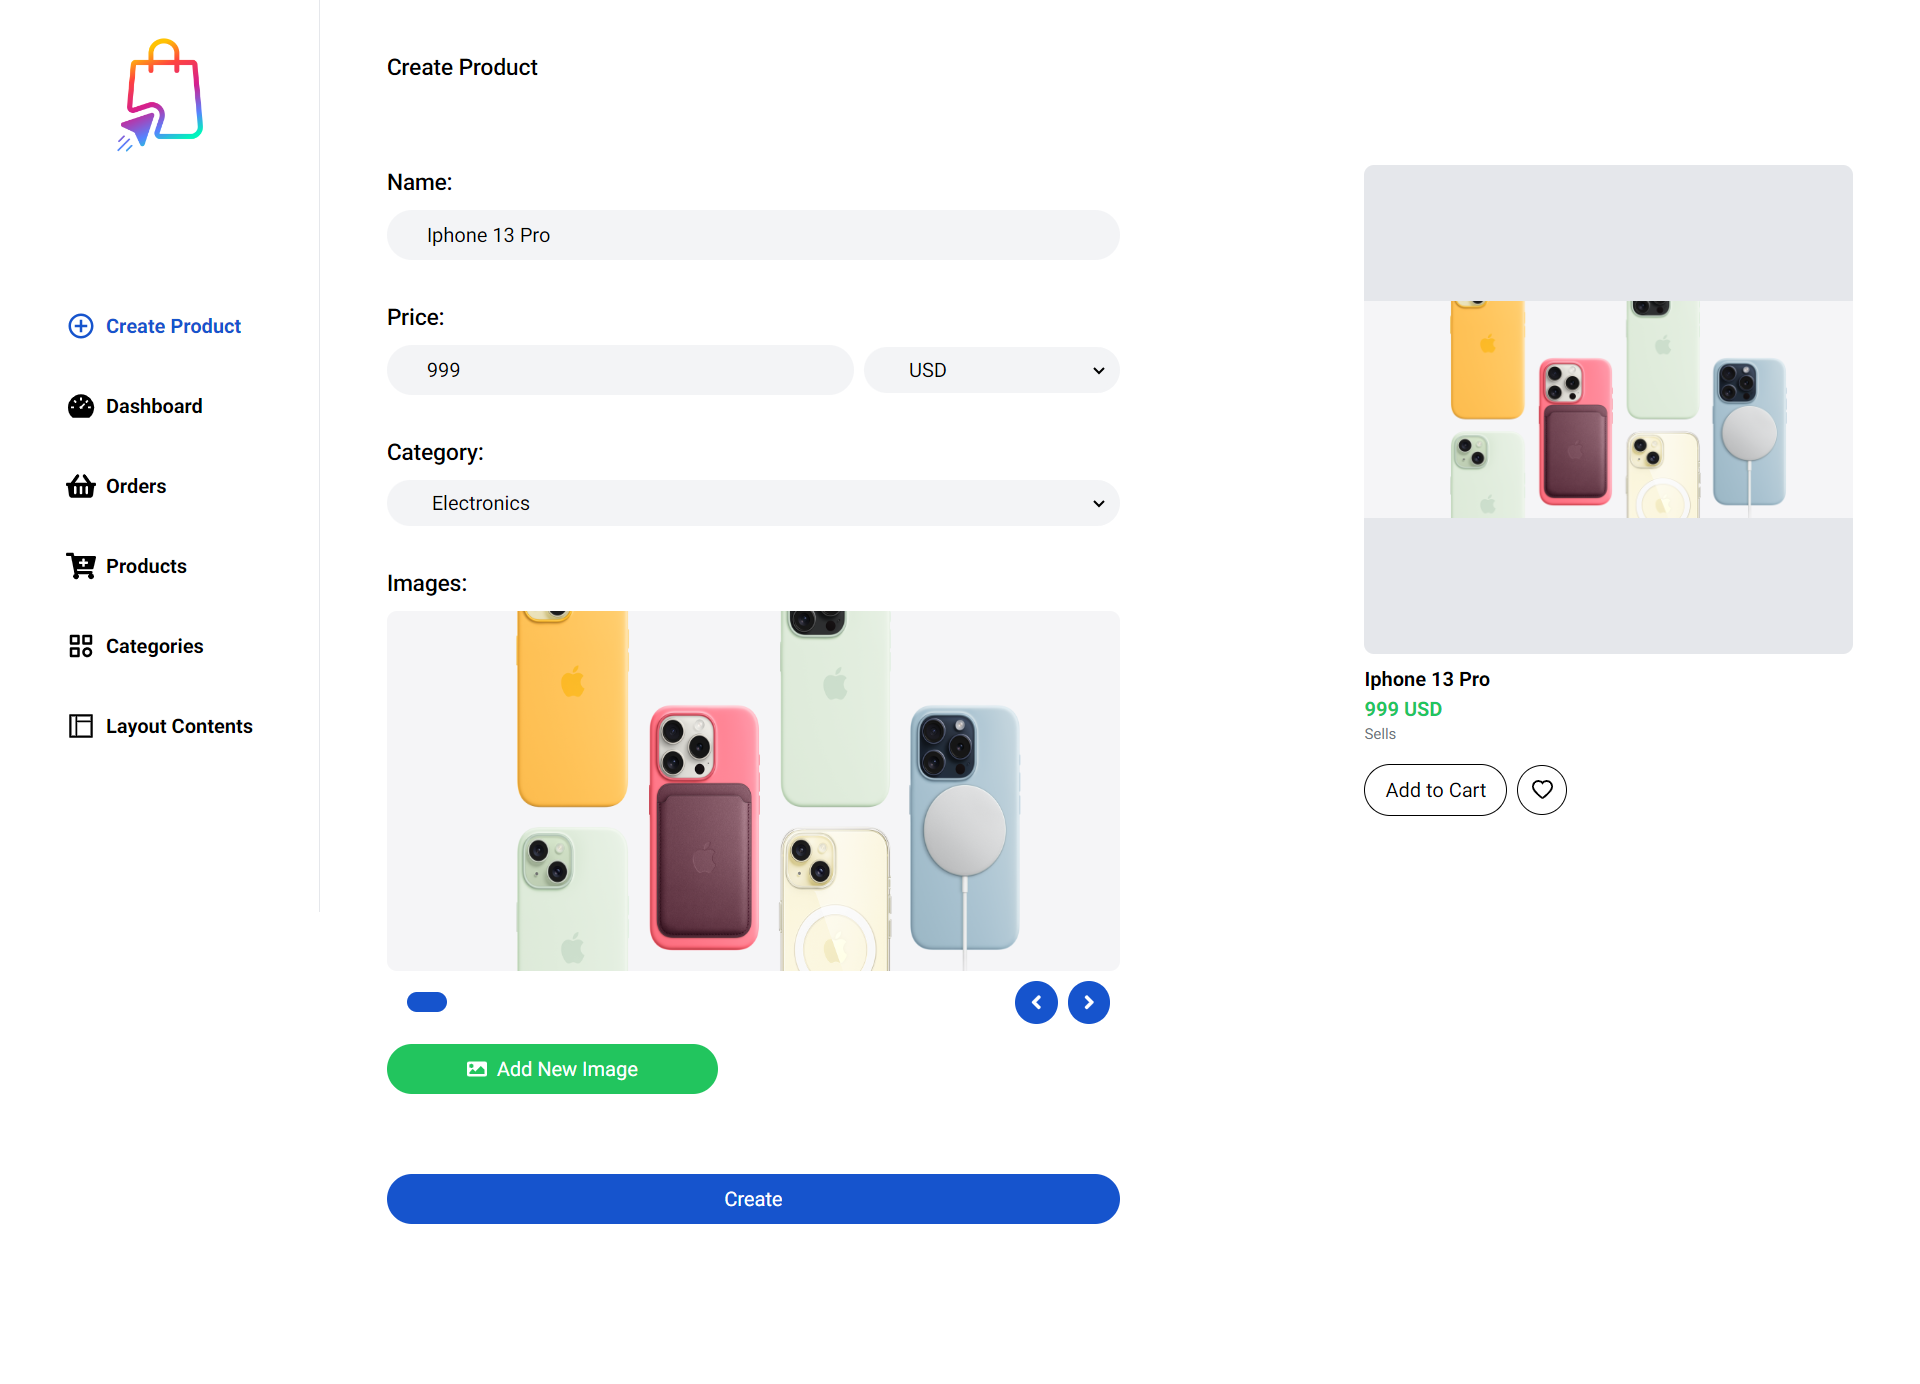 Create Product
Create Product
Dashboard
Orders
Products
Categories
Layout Contents
Name:
Iphone 13 Pro
Price:
999
USD
Category:
Electronics
Images:
Add New Image
Create
Iphone 13 Pro
999 USD
Sells
Add to Cart